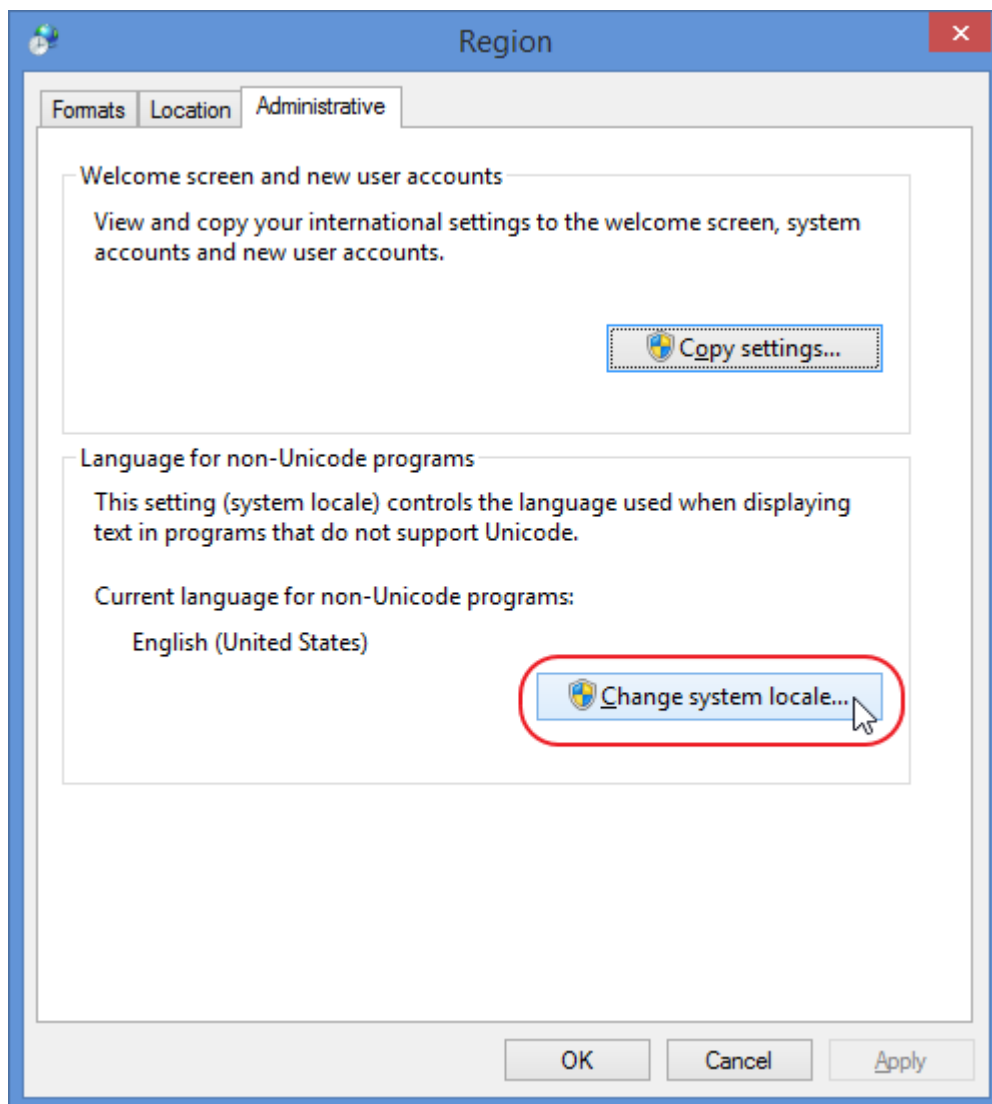 Region
Formats
Location
Administrative
Welcome screen and new user accounts
View and copy your international settings to the welcome screen, system
accounts and new user accounts.
Copy settings...
Language for non-Unicode programs
This setting (system locale) controls the language used when displaying
text in programs that do not support Unicode.
Current language for non-Unicode programs:
English (United States)
Change system locale...
OK
Cancel
Apply